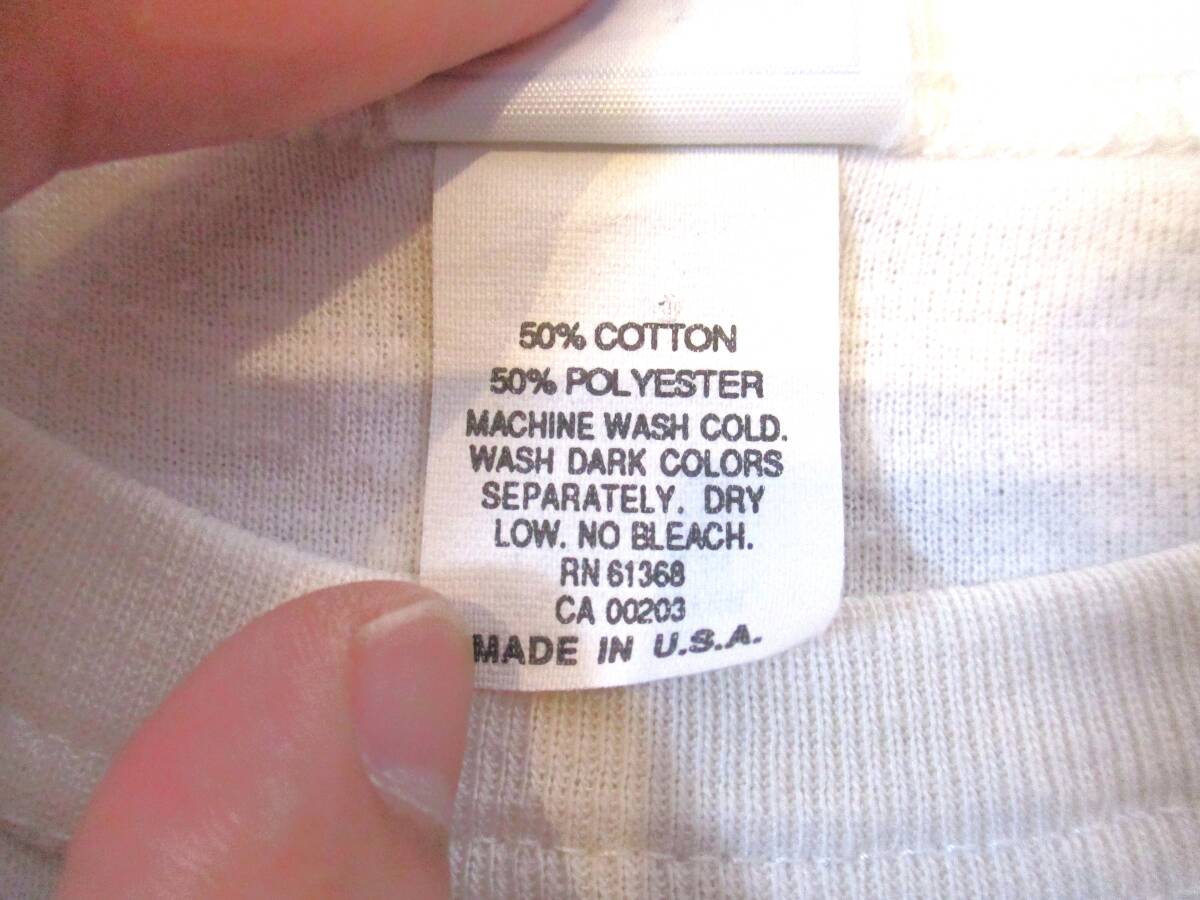 50% COTTON
50% POLYESTER
MACHINE WASH COLD.
WASH DARK COLORS
SEPARATELY. DRY
LOW. NO BLEACH.
RN 61368
CA 00203
MADE IN U.S.A.